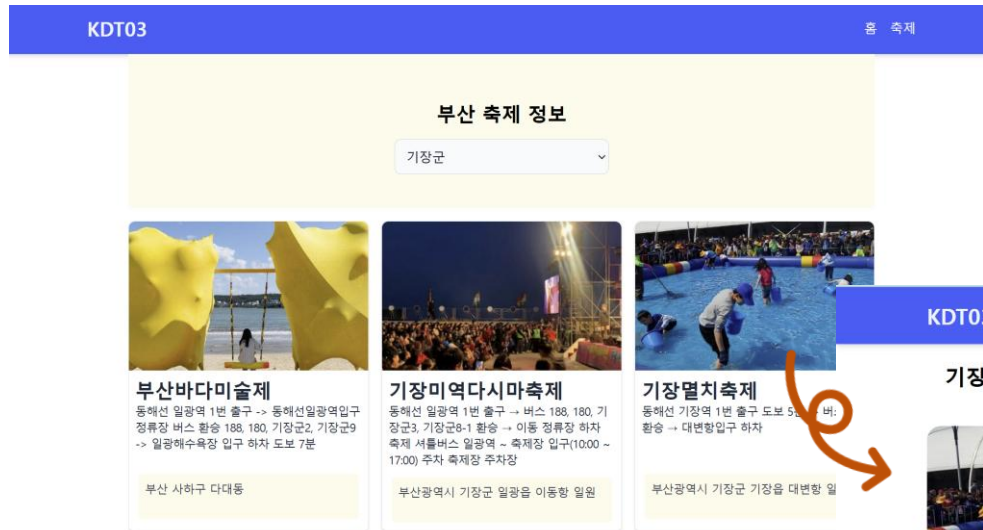 KDT03
홈 축제
부산 축제 정보
기장군
부산바다미술제
동해선 일광역 1번 출구 -> 동해선일광역입구
정류장 버스 환승 188, 180, 기장군2, 기장군9
-> 일광해수욕장 입구 하차 도보 7분
부산 사하구 다대동
기장미역다시마축제
동해선 일광역 1번 출구 → 버스 188, 180, 기
장군3, 기장군8-1 환승 → 이동 정류장 하차
축제 셔틀버스 일광역 ~ 축제장 입구(10:00 ~
17:00) 주차 축제장 주차장
부산광역시 기장군 일광읍 이동항 일원
기장멸치축제
동해선 기장역 1번 출구 도보 5분 → 버스
환승 → 대변항입구 하차
부산광역시 기장군 기장읍 대변항 일
KDT03
기장